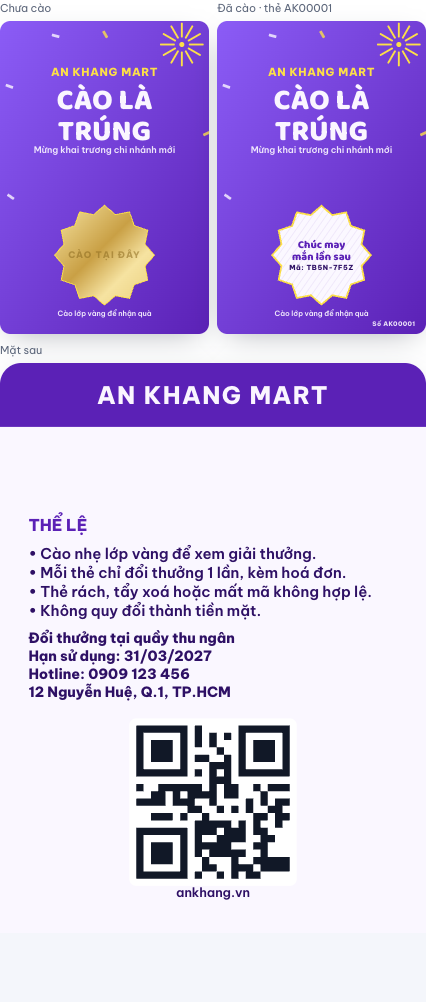 Chưa cào
AN KHANG MART
CÀO LÀ
TRÚNG
Mừng khai trương chi nhánh mới
CÀO TẠI ĐÂY
Cào lớp vàng để nhận quà
Đã cào · thẻ AK00001
AN KHANG MART
CÀO LÀ
TRÚNG
Mừng khai trương chi nhánh mới
Chúc may
mắn lần sau
Mã: TB6N-7F5Z
Cào lớp vàng để nhận quà
Số AK00001
Mặt sau
AN KHANG MART
THỂ LỆ
• Cào nhẹ lớp vàng để xem giải thưởng.
• Mỗi thẻ chỉ đổi thưởng 1 lần, kèm hoá đơn.
• Thẻ rách, tẩy xoá hoặc mất mã không hợp lệ.
• Không quy đổi thành tiền mặt.
Đổi thưởng tại quầy thu ngân
Hạn sử dụng: 31/03/2027
Hotline: 0909 123 456
12 Nguyễn Huệ, Q.1, TP.HCM
ankhang.vn